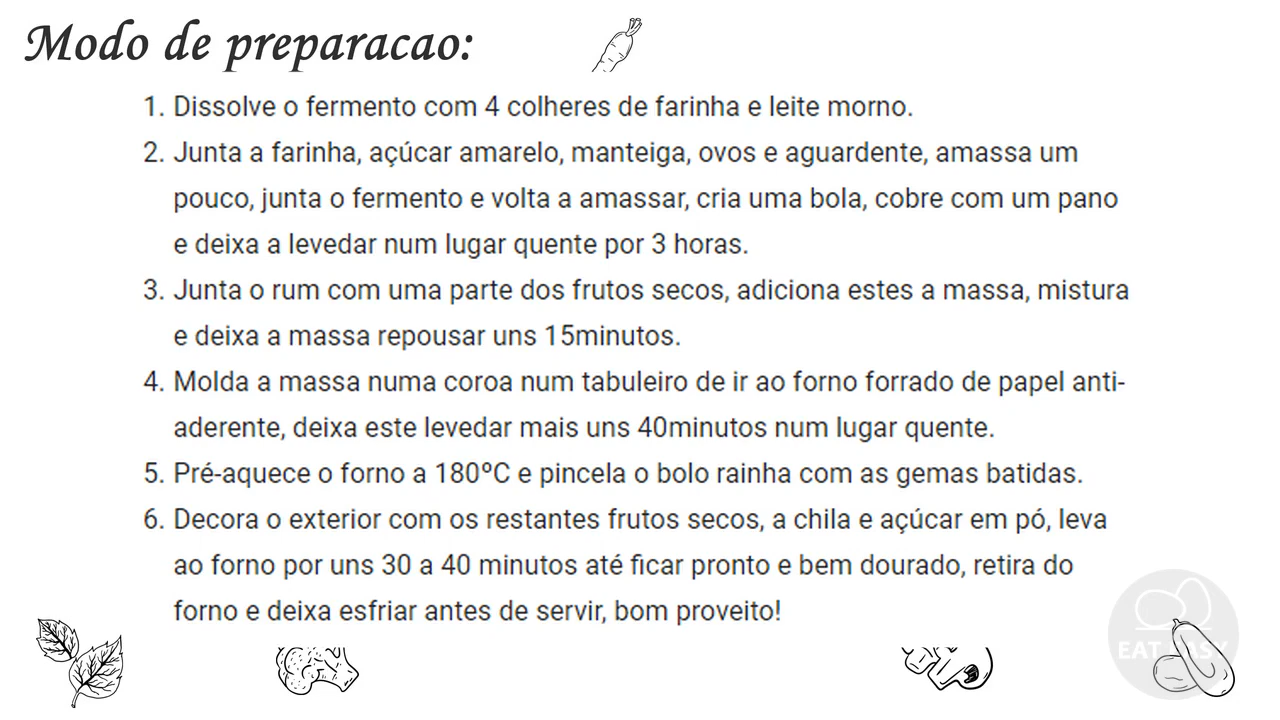 Modo de preparacao:
1. Dissolve o fermento com 4 colheres de farinha e leite morno.
2. Junta a farinha, açúcar amarelo, manteiga, ovos e aguardente, amassa um
pouco, junta o fermento e volta a amassar, cria uma bola, cobre com um pano
e deixa a levedar num lugar quente por 3 horas.
3. Junta o rum com uma parte dos frutos secos, adiciona estes a massa, mistura
e deixa a massa repousar uns 15minutos.
4. Molda a massa numa coroa num tabuleiro de ir ao forno forrado de papel anti-
aderente, deixa este levedar mais uns 40minutos num lugar quente.
5. Pré-aquece o forno a 180ºC e pincela o bolo rainha com as gemas batidas.
6. Decora o exterior com os restantes frutos secos, a chila e açúcar em pó, leva
ao forno por uns 30 a 40 minutos até ficar pronto e bem dourado, retira do
forno e deixa esfriar antes de servir, bom proveito!
EAT EASY